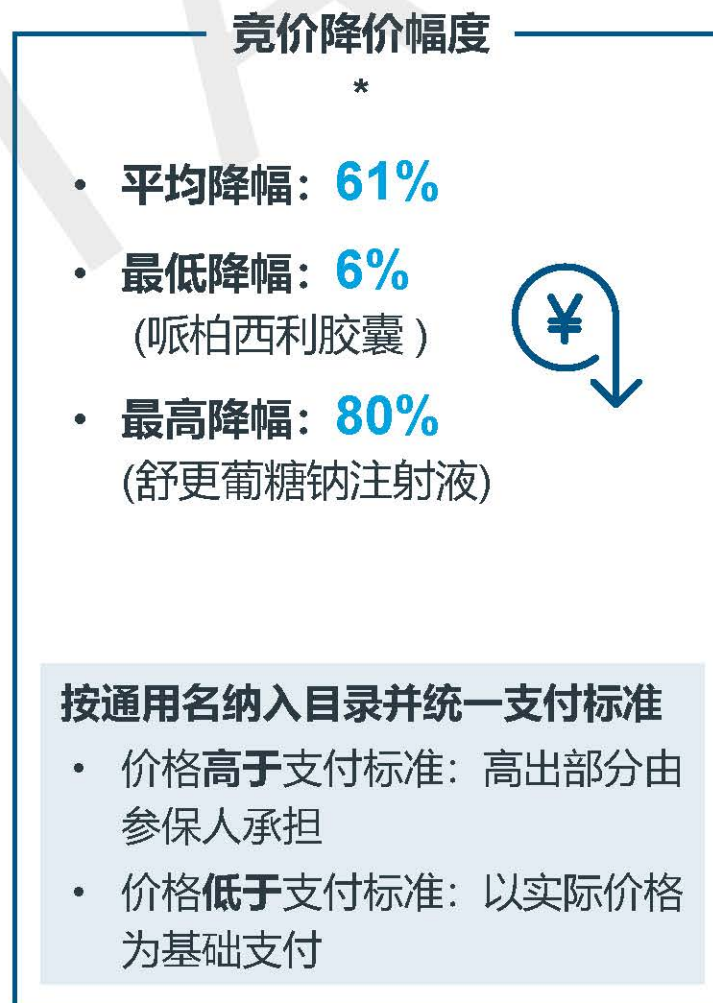 竞价降价幅度
*
• 平均降幅：61%
• 最低降幅：6%
(哌柏西利胶囊 )
¥
• 最高降幅：80%
(舒更葡糖钠注射液)
按通用名纳入目录并统一支付标准
• 价格高于支付标准：高出部分由
参保人承担
• 价格低于支付标准：以实际价格
为基础支付